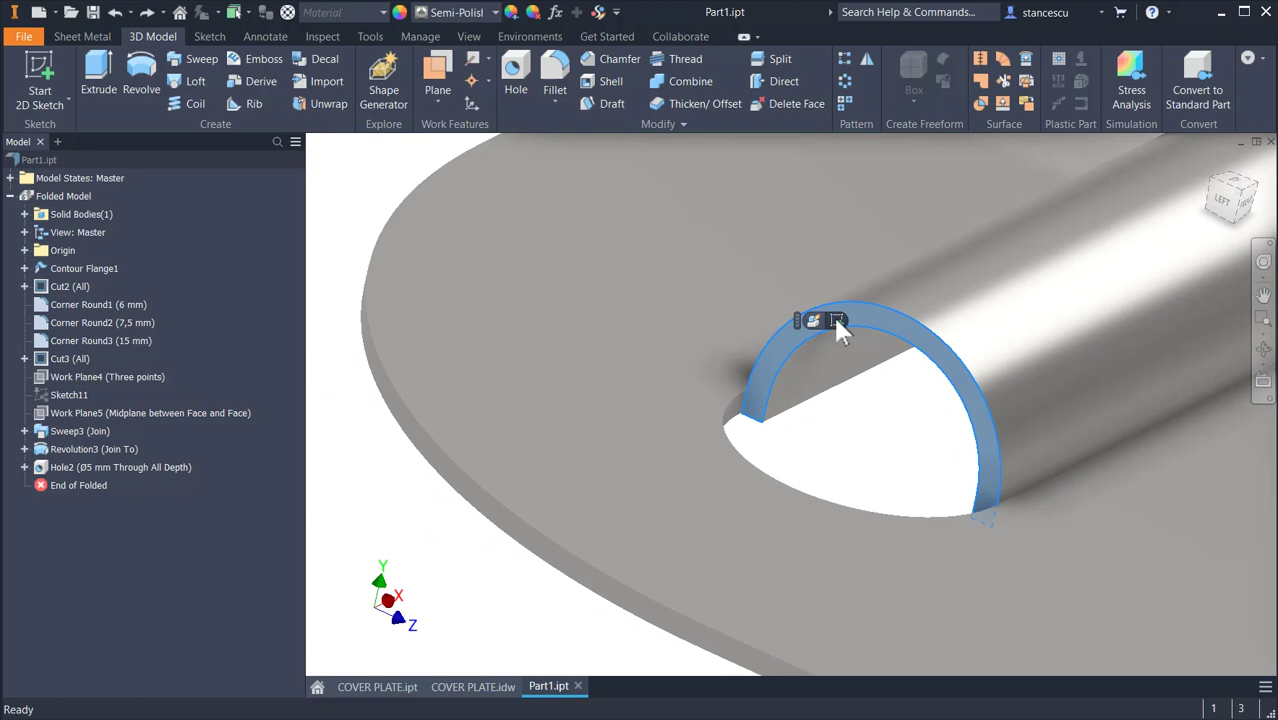 Material
Semi-Polish
Part1.ipt
Search Help & Commands...
stancescu
File
Sheet Metal
3D Model
Sketch
Annotate
Inspect
Tools
Manage
View
Environments
Get Started
Collaborate
Start
2D Sketch
Extrude
Revolve
Sweep
Loft
Coil
Emboss
Derive
Rib
Decal
Import
Unwrap
Shape
Generator
Plane
Hole
Fillet
Chamfer
Shell
Draft
Thread
Combine
Thicken/ Offset
Split
Direct
Delete Face
Box
Stress
Analysis
Convert to
Standard Part
Sketch
Create
Explore
Work Features
Modify
Pattern
Create Freeform
Surface
Plastic Part
Simulation
Convert
Model
Part1.ipt
Model States: Master
Folded Model
Solid Bodies(1)
View: Master
Origin
Contour Flange1
Cut2 (All)
Corner Round1 (6 mm)
Corner Round2 (7,5 mm)
Corner Round3 (15 mm)
Cut3 (All)
Work Plane4 (Three points)
Sketch11
Work Plane5 (Midplane between Face and Face)
Sweep3 (Join)
Revolution3 (Join To)
Hole2 (Ø5 mm Through All Depth)
End of Folded
LEFT
Y
X
Z
COVER PLATE.ipt
COVER PLATE.idw
Part1.ipt
Ready
1
3